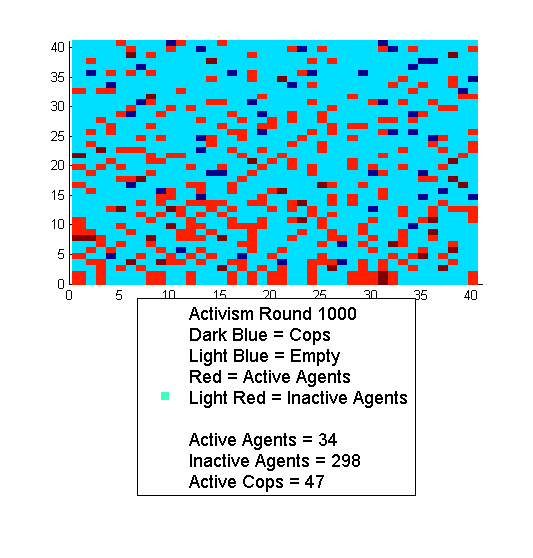 40
35
30
25
20
15
10
5
0
0 5 10 15 20 25 30 35 40
Activism Round 1000
Dark Blue = Cops
Light Blue = Empty
Red = Active Agents
Light Red = Inactive Agents
Active Agents = 34
Inactive Agents = 298
Active Cops = 47